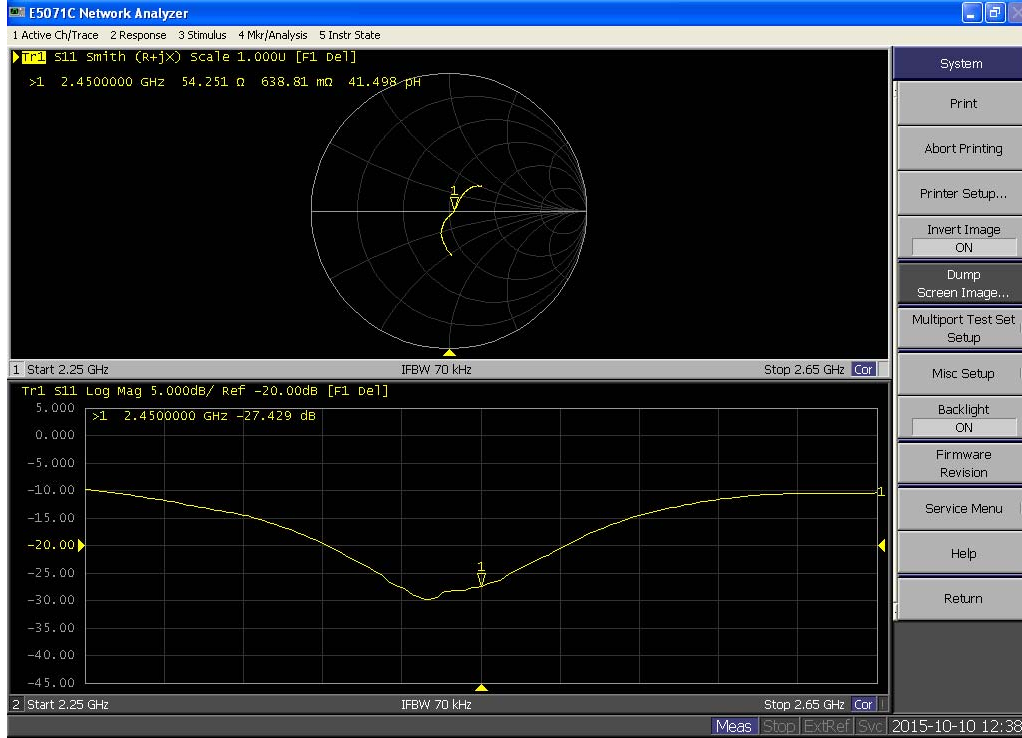 E5071C Network Analyzer
1 Active Ch/Trace 2 Response 3 Stimulus 4 Mkr/Analysis 5 Instr State
Tr1 S11 Smith (R+jX) Scale 1.000U [F1 Del]
>1 2.4500000 GHz 54.251 Ω 638.81 mΩ 41.498 pH
1
1 Start 2.25 GHz IFBW 70 kHz Stop 2.65 GHz Cor
Tr1 S11 Log Mag 5.000dB/ Ref -20.00dB [F1 Del]
>1 2.4500000 GHz -27.429 dB
5.000
0.000
-5.000
-10.00
-15.00
-20.00
-25.00
-30.00
-35.00
-40.00
-45.00
1
1
2 Start 2.25 GHz IFBW 70 kHz Stop 2.65 GHz Cor
System
Print
Abort Printing
Printer Setup...
Invert Image
ON
Dump
Screen Image...
Multiport Test Set
Setup
Misc Setup
Backlight
ON
Firmware
Revision
Service Menu
Help
Return
Meas Stop ExtRef Svc 2015-10-10 12:38